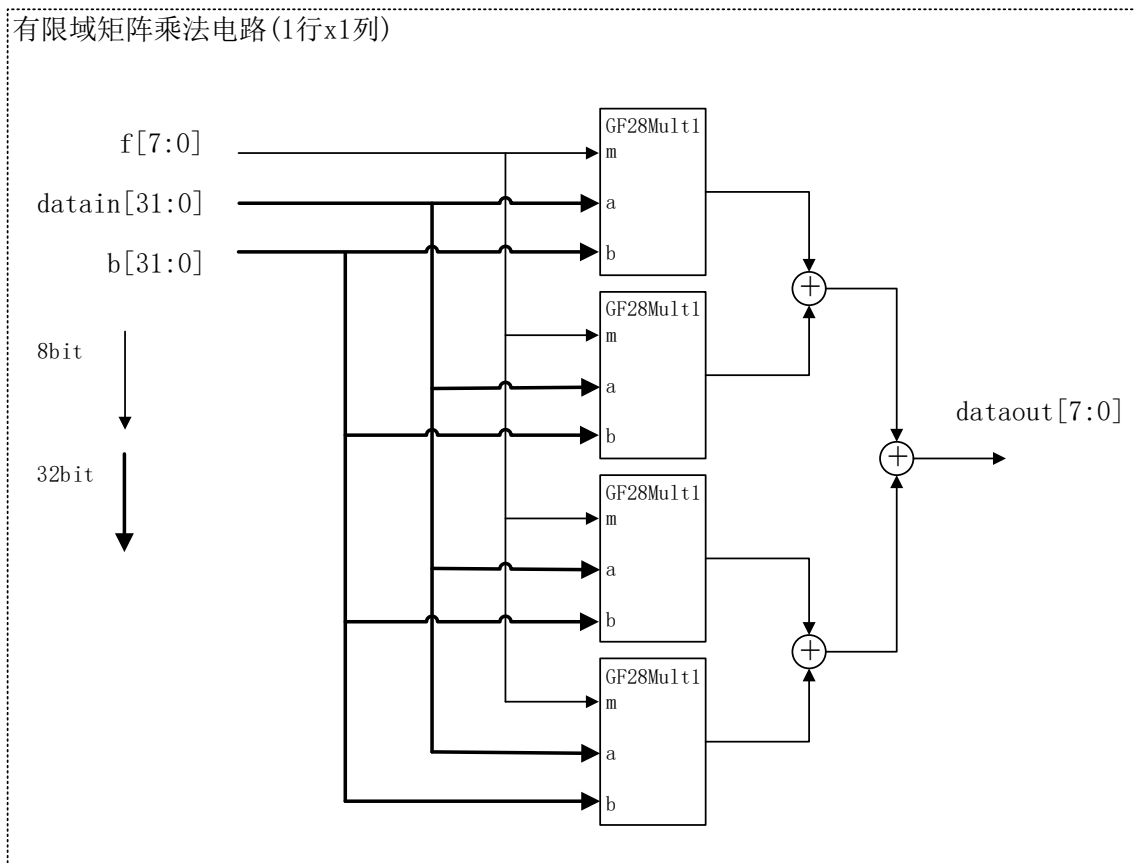 有限域矩阵乘法电路(1行x1列)
f[7:0]
datain[31:0]
b[31:0]
8bit
32bit
GF28Mult1
m
a
b
GF28Mult1
m
a
b
GF28Mult1
m
a
b
GF28Mult1
m
a
b
dataout[7:0]